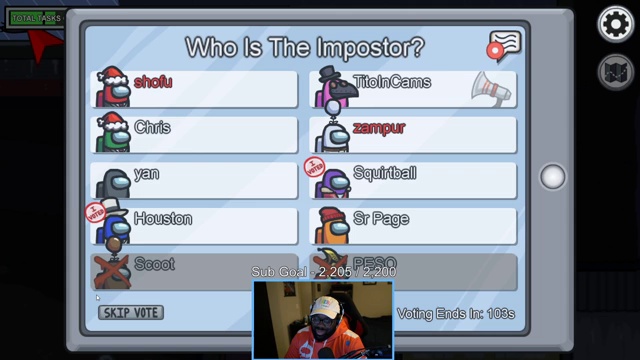 TOTAL TASKS
Who Is The Impostor?
shofu
TitoInCams
Chris
zampur
yan
I VOTED
Squirtball
I VOTED
Houston
Sr Page
Scoot
PESO
Sub Goal - 2,205 / 2,200
SKIP VOTE
Voting Ends In: 103s